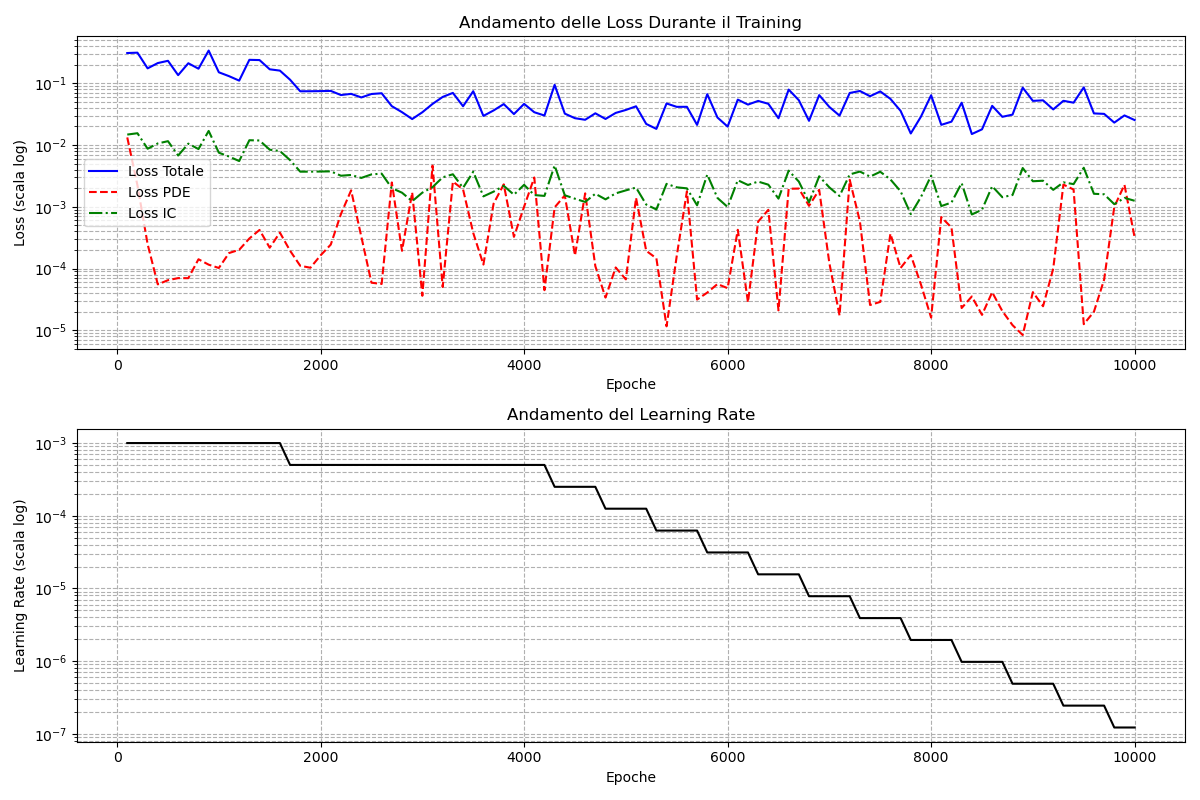 Andamento delle Loss Durante il Training
Loss (scala log)
10⁻¹
10⁻²
10⁻³
10⁻⁴
10⁻⁵
Loss Totale
Loss PDE
Loss IC
0 2000 4000 6000 8000 10000
Epoche
Andamento del Learning Rate
Learning Rate (scala log)
10⁻³
10⁻⁴
10⁻⁵
10⁻⁶
10⁻⁷
0 2000 4000 6000 8000 10000
Epoche